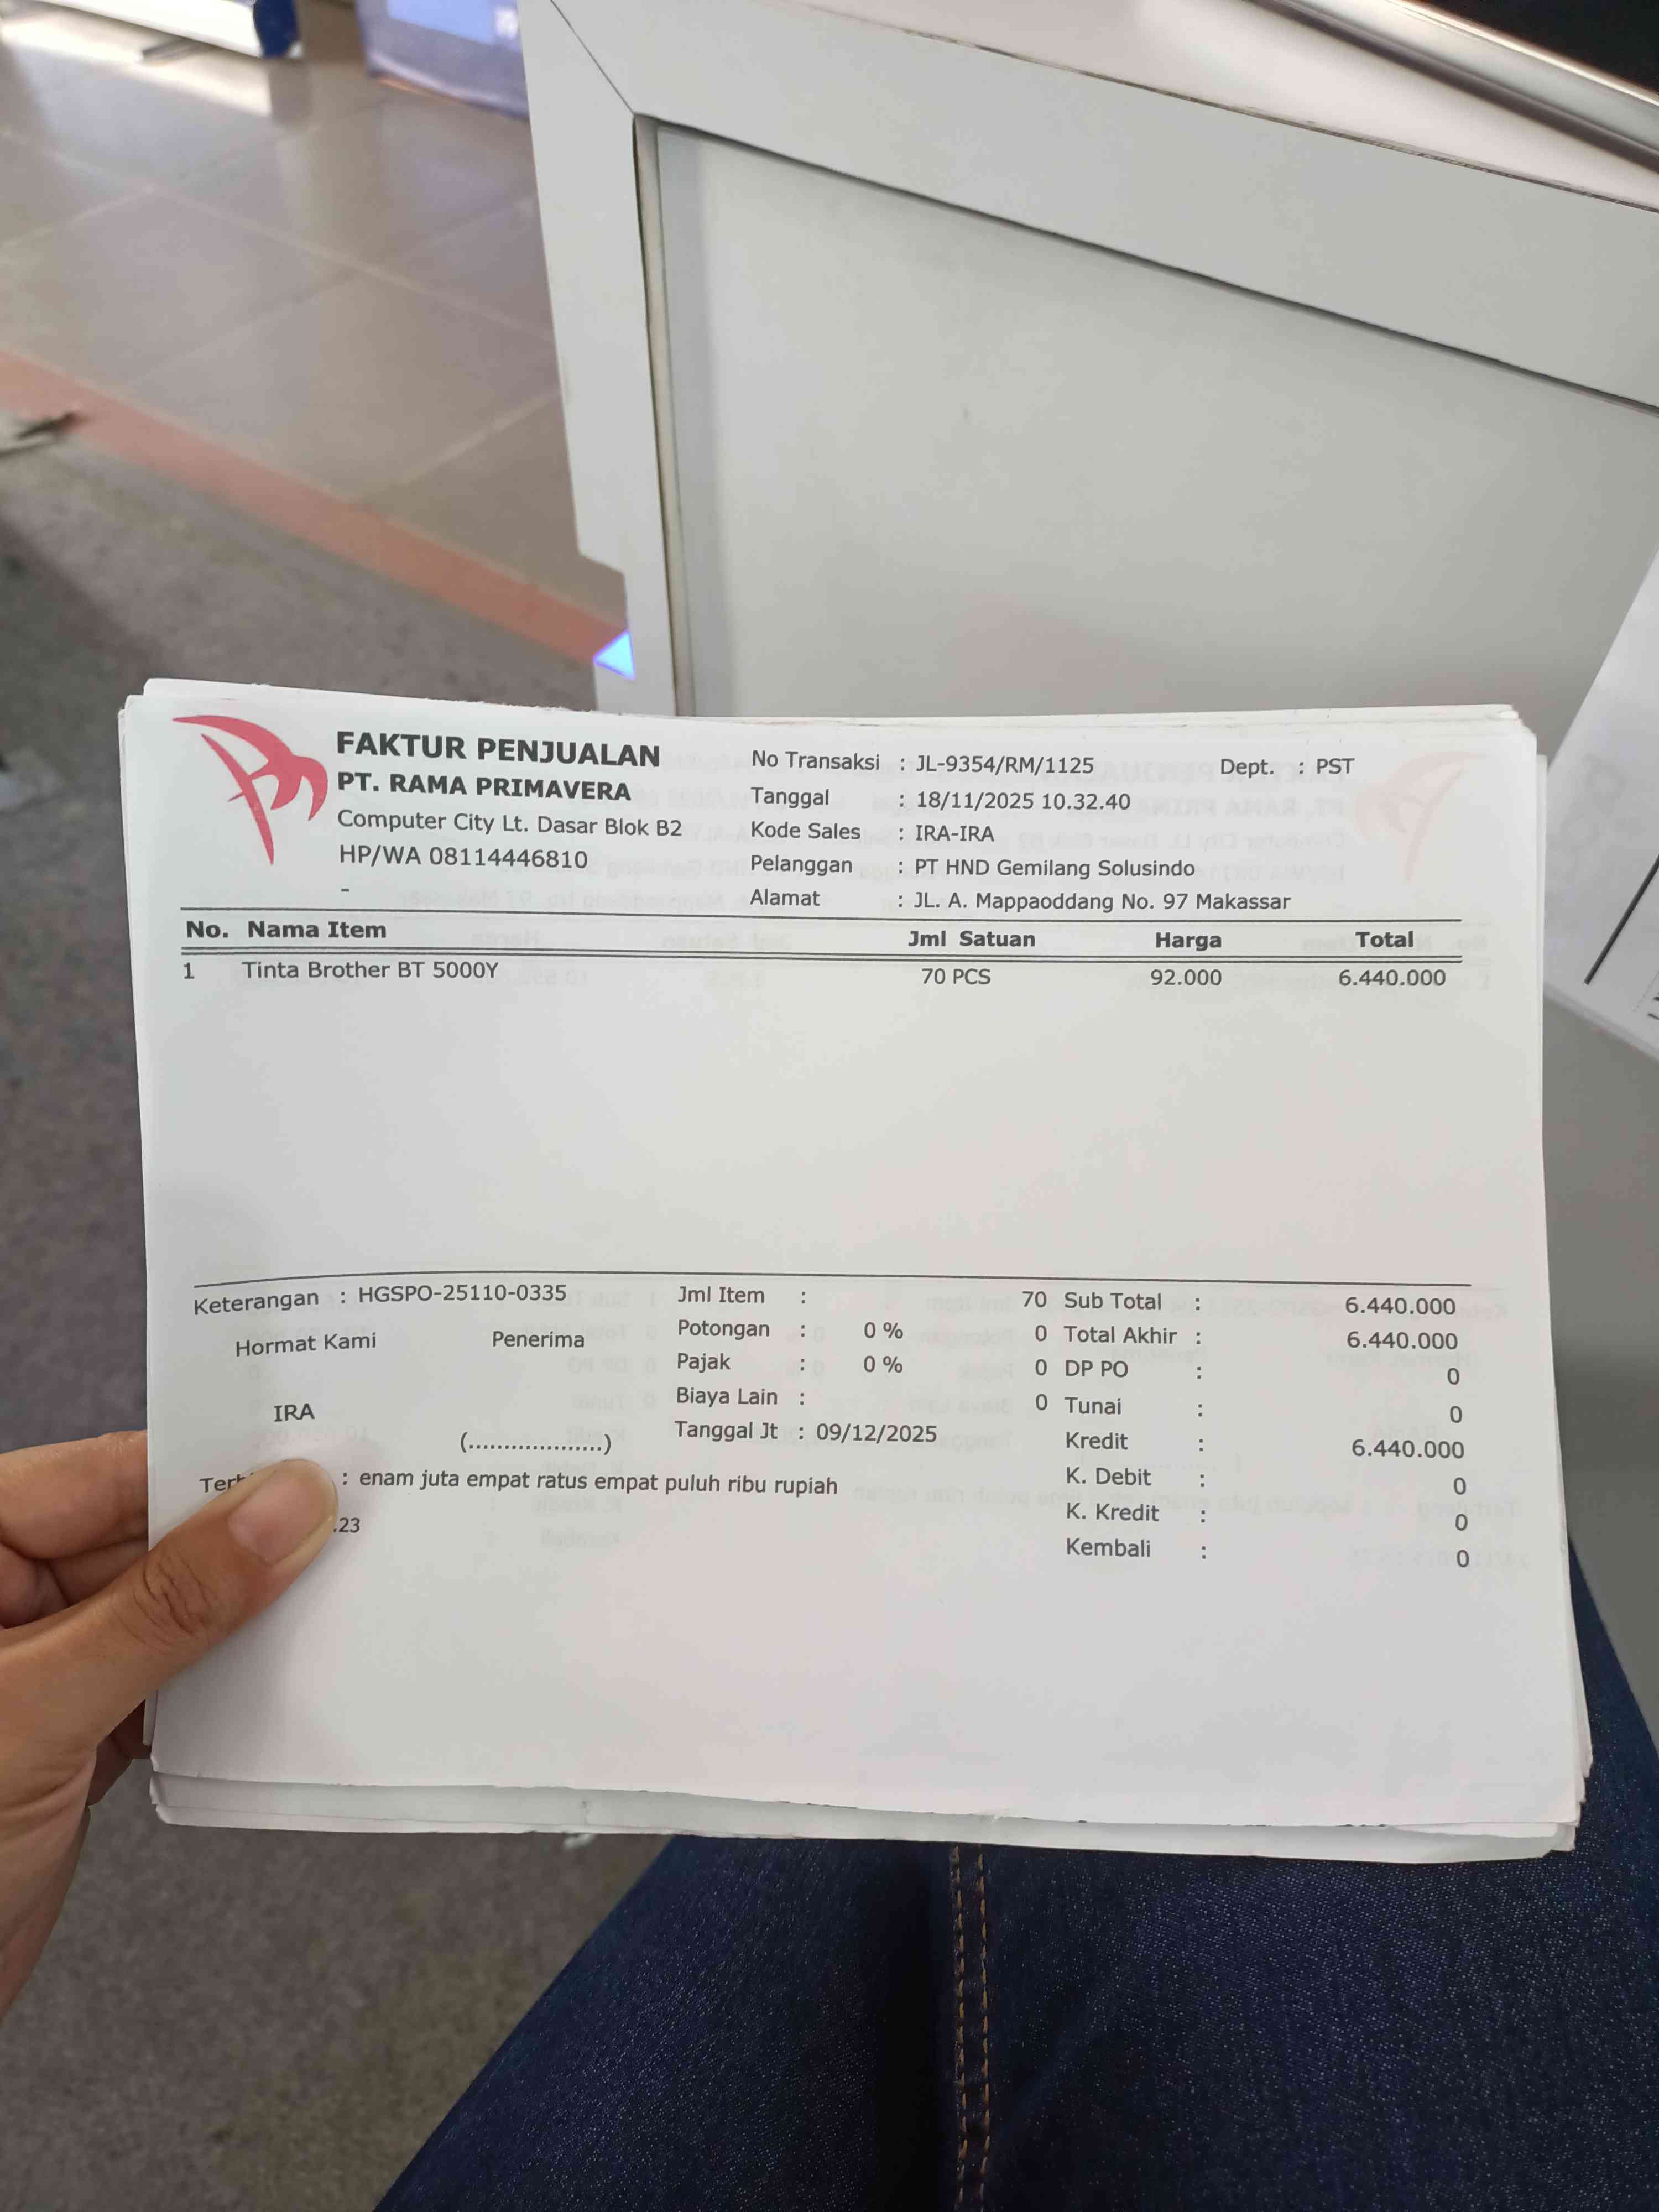 FAKTUR PENJUALAN
PT. RAMA PRIMAVERA
Computer City Lt. Dasar Blok B2
HP/WA 08114446810
-
No Transaksi : JL-9354/RM/1125 Dept. : PST
Tanggal : 18/11/2025 10.32.40
Kode Sales : IRA-IRA
Pelanggan : PT HND Gemilang Solusindo
Alamat : JL. A. Mappaoddang No. 97 Makassar
No. Nama Item Jml Satuan Harga Total
1 Tinta Brother BT 5000Y 70 PCS 92.000 6.440.000
Keterangan : HGSPO-25110-0335
Hormat Kami Penerima
IRA
(....................)
Jml Item : 70
Potongan : 0 % 0
Pajak : 0 % 0
Biaya Lain : 0
Tanggal Jt : 09/12/2025
Sub Total : 6.440.000
Total Akhir : 6.440.000
DP PO : 0
Tunai : 0
Kredit : 6.440.000
K. Debit : 0
K. Kredit : 0
Kembali : 0
: enam juta empat ratus empat puluh ribu rupiah
.23